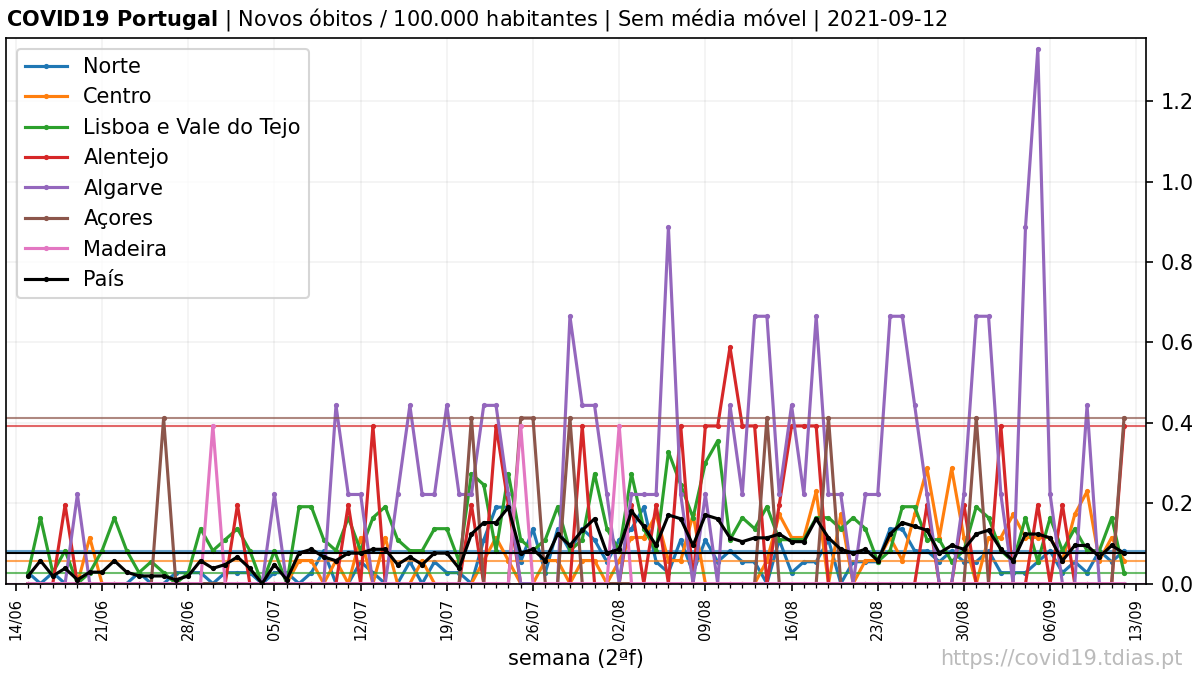 COVID19 Portugal | Novos óbitos / 100.000 habitantes | Sem média móvel | 2021-09-12
Norte
Centro
Lisboa e Vale do Tejo
Alentejo
Algarve
Açores
Madeira
País
1.2
1.0
0.8
0.6
0.4
0.2
0.0
14/06 21/06 28/06 05/07 12/07 19/07 26/07 02/08 09/08 16/08 23/08 30/08 06/09 13/09
semana (2ªf)
https://covid19.tdias.pt